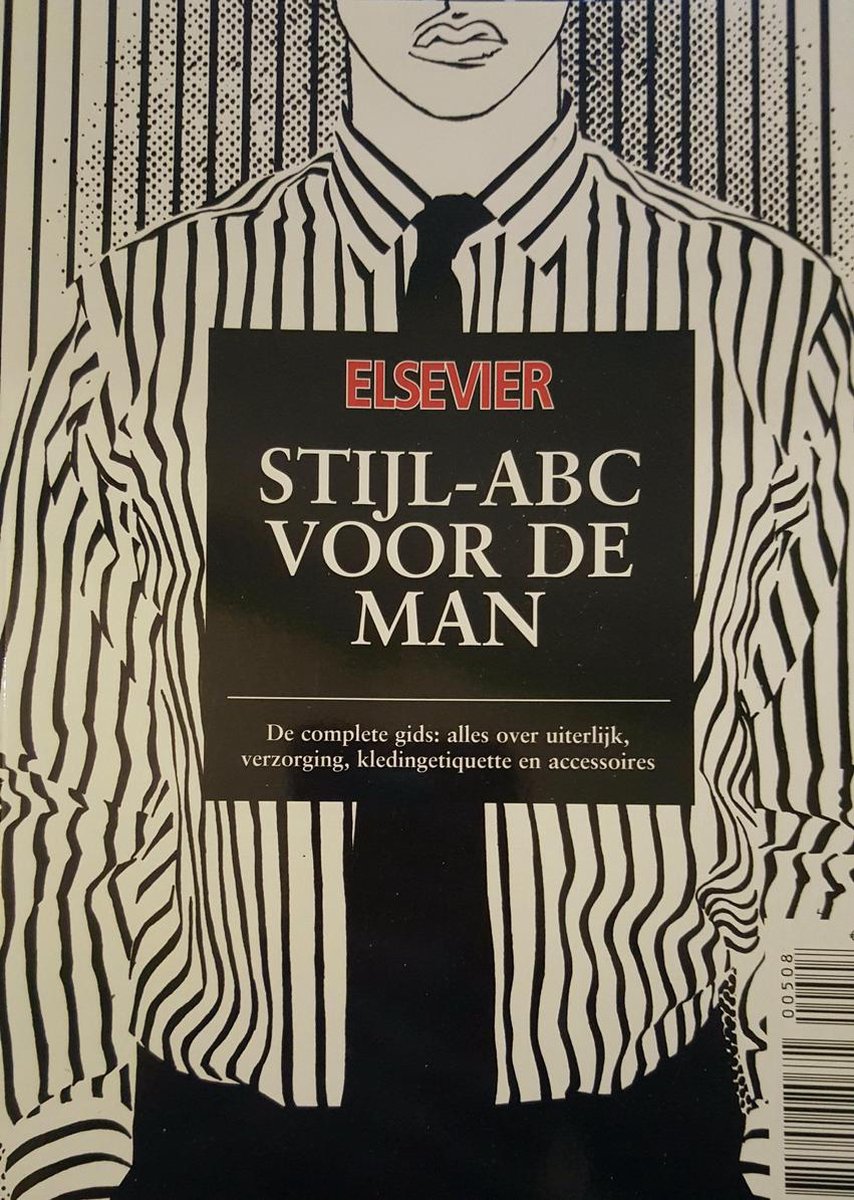 ELSEVIER
STIJL-ABC
VOOR DE
MAN
De complete gids: alles over uiterlijk,
verzorging, kledingetiquette en accessoires
00508